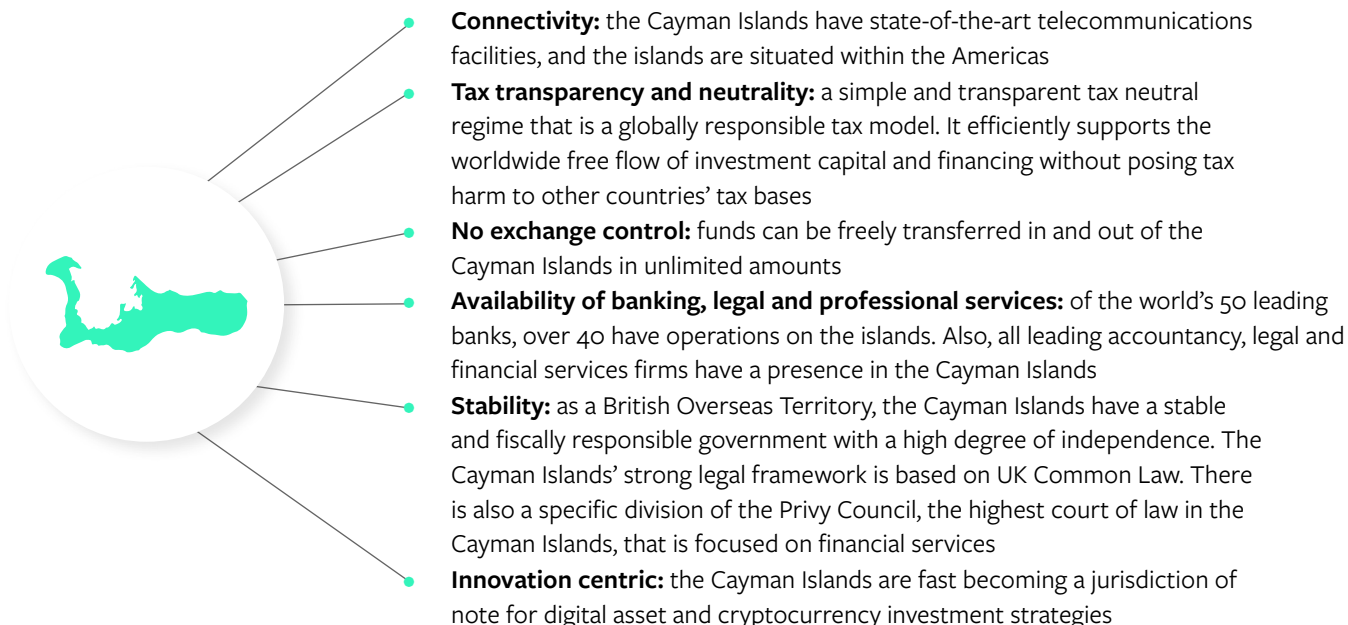 Connectivity: the Cayman Islands have state-of-the-art telecommunications
facilities, and the islands are situated within the Americas
Tax transparency and neutrality: a simple and transparent tax neutral
regime that is a globally responsible tax model. It efficiently supports the
worldwide free flow of investment capital and financing without posing tax
harm to other countries’ tax bases
No exchange control: funds can be freely transferred in and out of the
Cayman Islands in unlimited amounts
Availability of banking, legal and professional services: of the world’s 50 leading
banks, over 40 have operations on the islands. Also, all leading accountancy, legal and
financial services firms have a presence in the Cayman Islands
Stability: as a British Overseas Territory, the Cayman Islands have a stable
and fiscally responsible government with a high degree of independence. The
Cayman Islands’ strong legal framework is based on UK Common Law. There
is also a specific division of the Privy Council, the highest court of law in the
Cayman Islands, that is focused on financial services
Innovation centric: the Cayman Islands are fast becoming a jurisdiction of
note for digital asset and cryptocurrency investment strategies